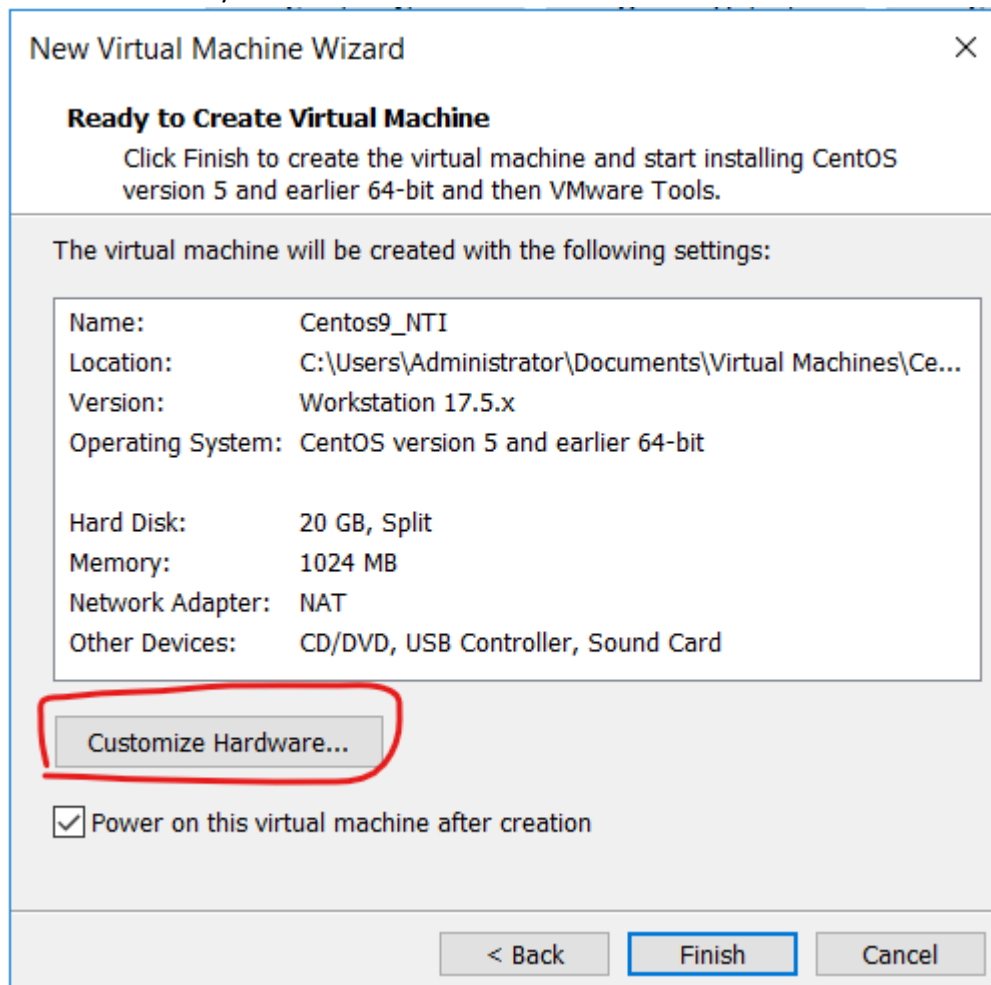 New Virtual Machine Wizard
Ready to Create Virtual Machine
Click Finish to create the virtual machine and start installing CentOS
version 5 and earlier 64-bit and then VMware Tools.
The virtual machine will be created with the following settings:
Name: Centos9_NTI
Location: C:\Users\Administrator\Documents\Virtual Machines\Ce...
Version: Workstation 17.5.x
Operating System: CentOS version 5 and earlier 64-bit
Hard Disk: 20 GB, Split
Memory: 1024 MB
Network Adapter: NAT
Other Devices: CD/DVD, USB Controller, Sound Card
Customize Hardware...
Power on this virtual machine after creation
< Back Finish Cancel